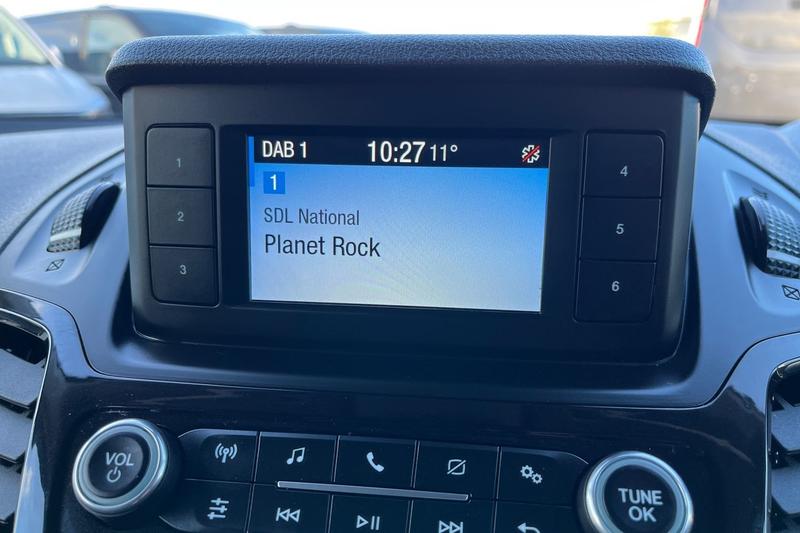 DAB 1 10:27 11°
1
SDL National
Planet Rock
1
2
3
4
5
6
VOL
TUNE
OK